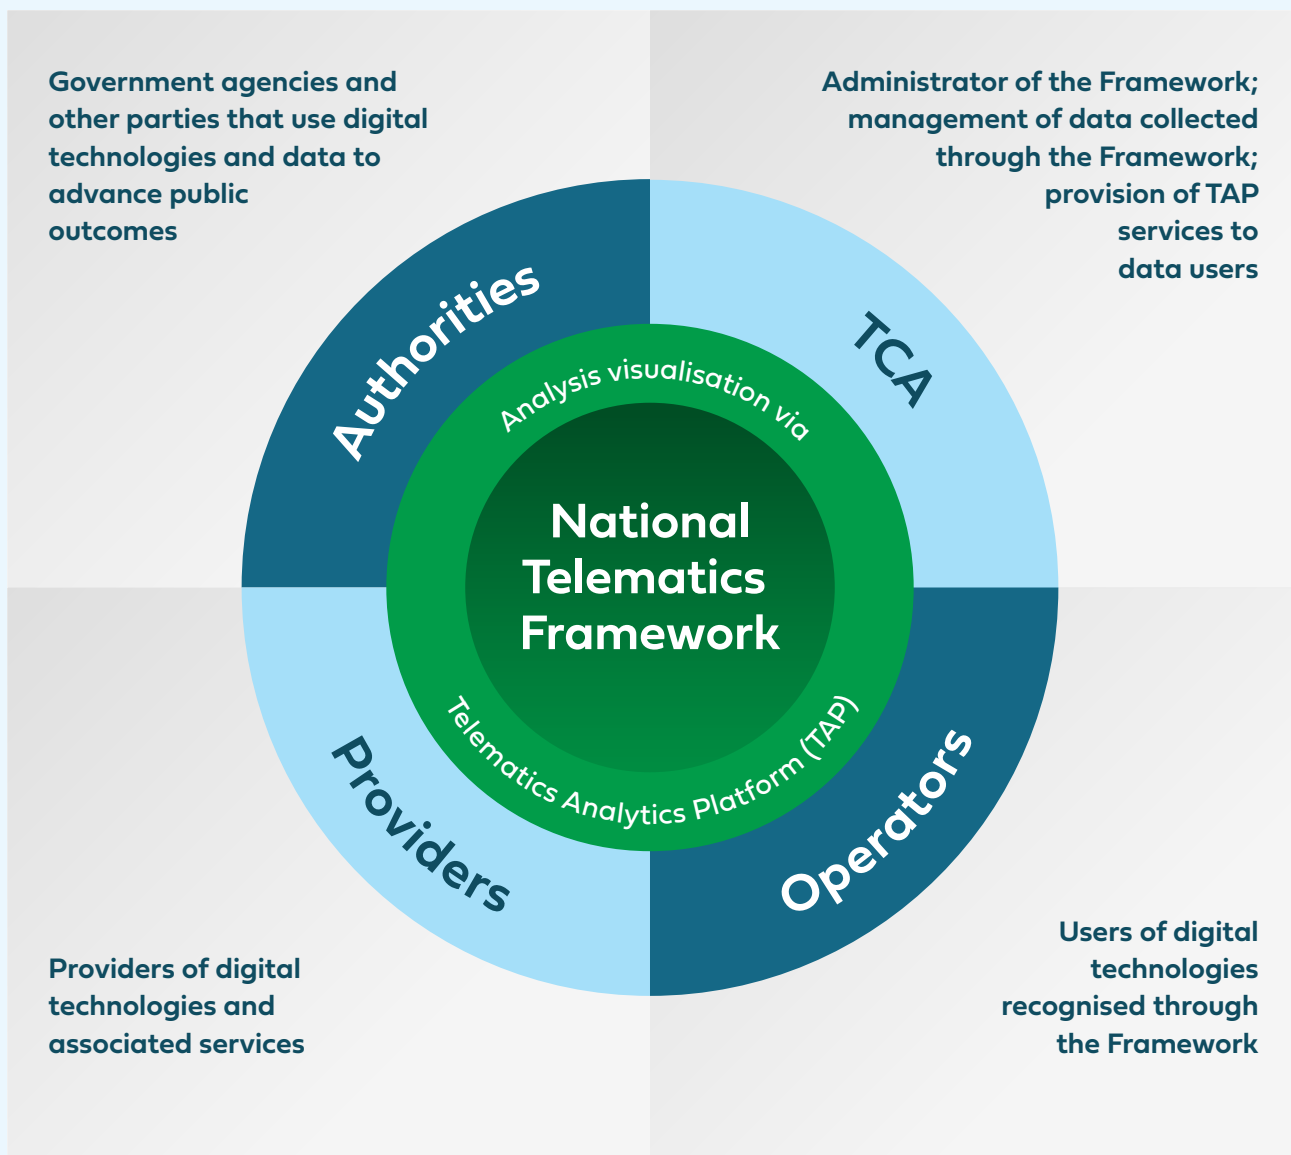 Government agencies and
other parties that use digital
technologies and data to
advance public
outcomes
Administrator of the Framework;
management of data collected
through the Framework;
provision of TAP
services to
data users
Authorities
TCA
Analysis visualisation via
National
Telematics
Framework
Telematics Analytics Platform (TAP)
Providers
Operators
Providers of digital
technologies and
associated services
Users of digital
technologies
recognised through
the Framework